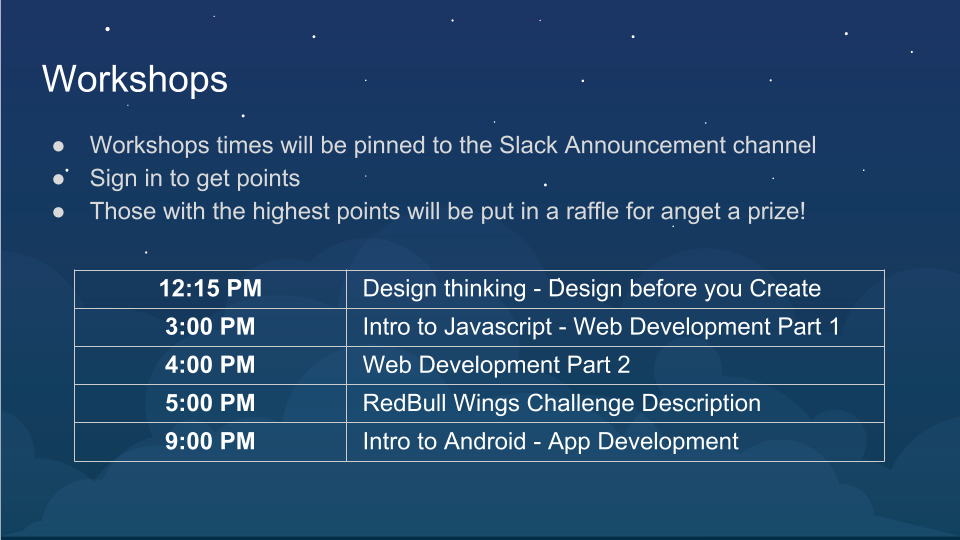 Workshops
● Workshops times will be pinned to the Slack Announcement channel
● Sign in to get points
● Those with the highest points will be put in a raffle for anget a prize!
12:15 PM Design thinking - Design before you Create
3:00 PM Intro to Javascript - Web Development Part 1
4:00 PM Web Development Part 2
5:00 PM RedBull Wings Challenge Description
9:00 PM Intro to Android - App Development